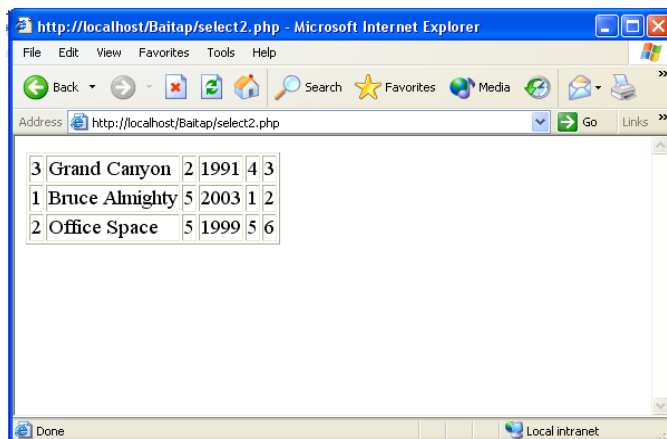 http://localhost/Baitap/select2.php - Microsoft Internet Explorer
File Edit View Favorites Tools Help
Back Search Favorites Media »
Address http://localhost/Baitap/select2.php Go Links »
3 Grand Canyon 2 1991 4 3
1 Bruce Almighty 5 2003 1 2
2 Office Space 5 1999 5 6
Done Local intranet